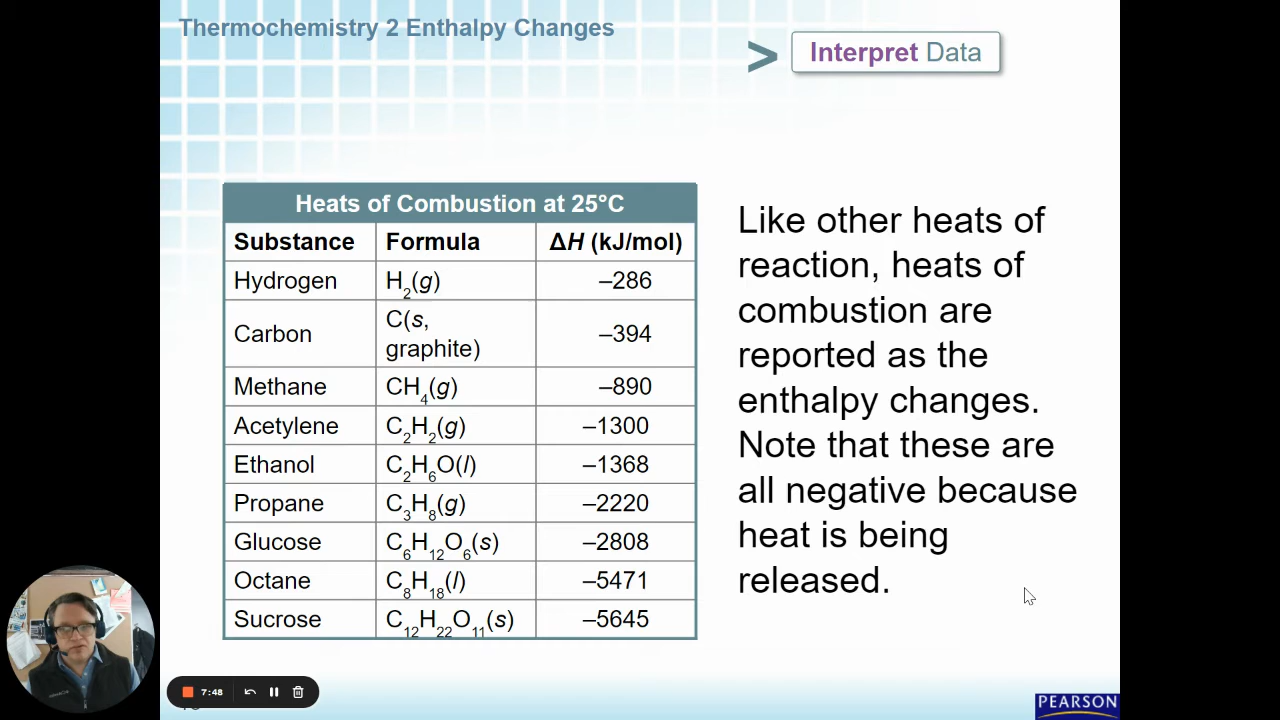 Thermochemistry 2 Enthalpy Changes
> Interpret Data
Heats of Combustion at 25°C
Substance Formula ΔH (kJ/mol)
Hydrogen H₂(g) –286
Carbon C(s, graphite) –394
Methane CH₄(g) –890
Acetylene C₂H₂(g) –1300
Ethanol C₂H₆O(l) –1368
Propane C₃H₈(g) –2220
Glucose C₆H₁₂O₆(s) –2808
Octane C₈H₁₈(l) –5471
Sucrose C₁₂H₂₂O₁₁(s) –5645
Like other heats of
reaction, heats of
combustion are
reported as the
enthalpy changes.
Note that these are
all negative because
heat is being
released.
7:48
PEARSON